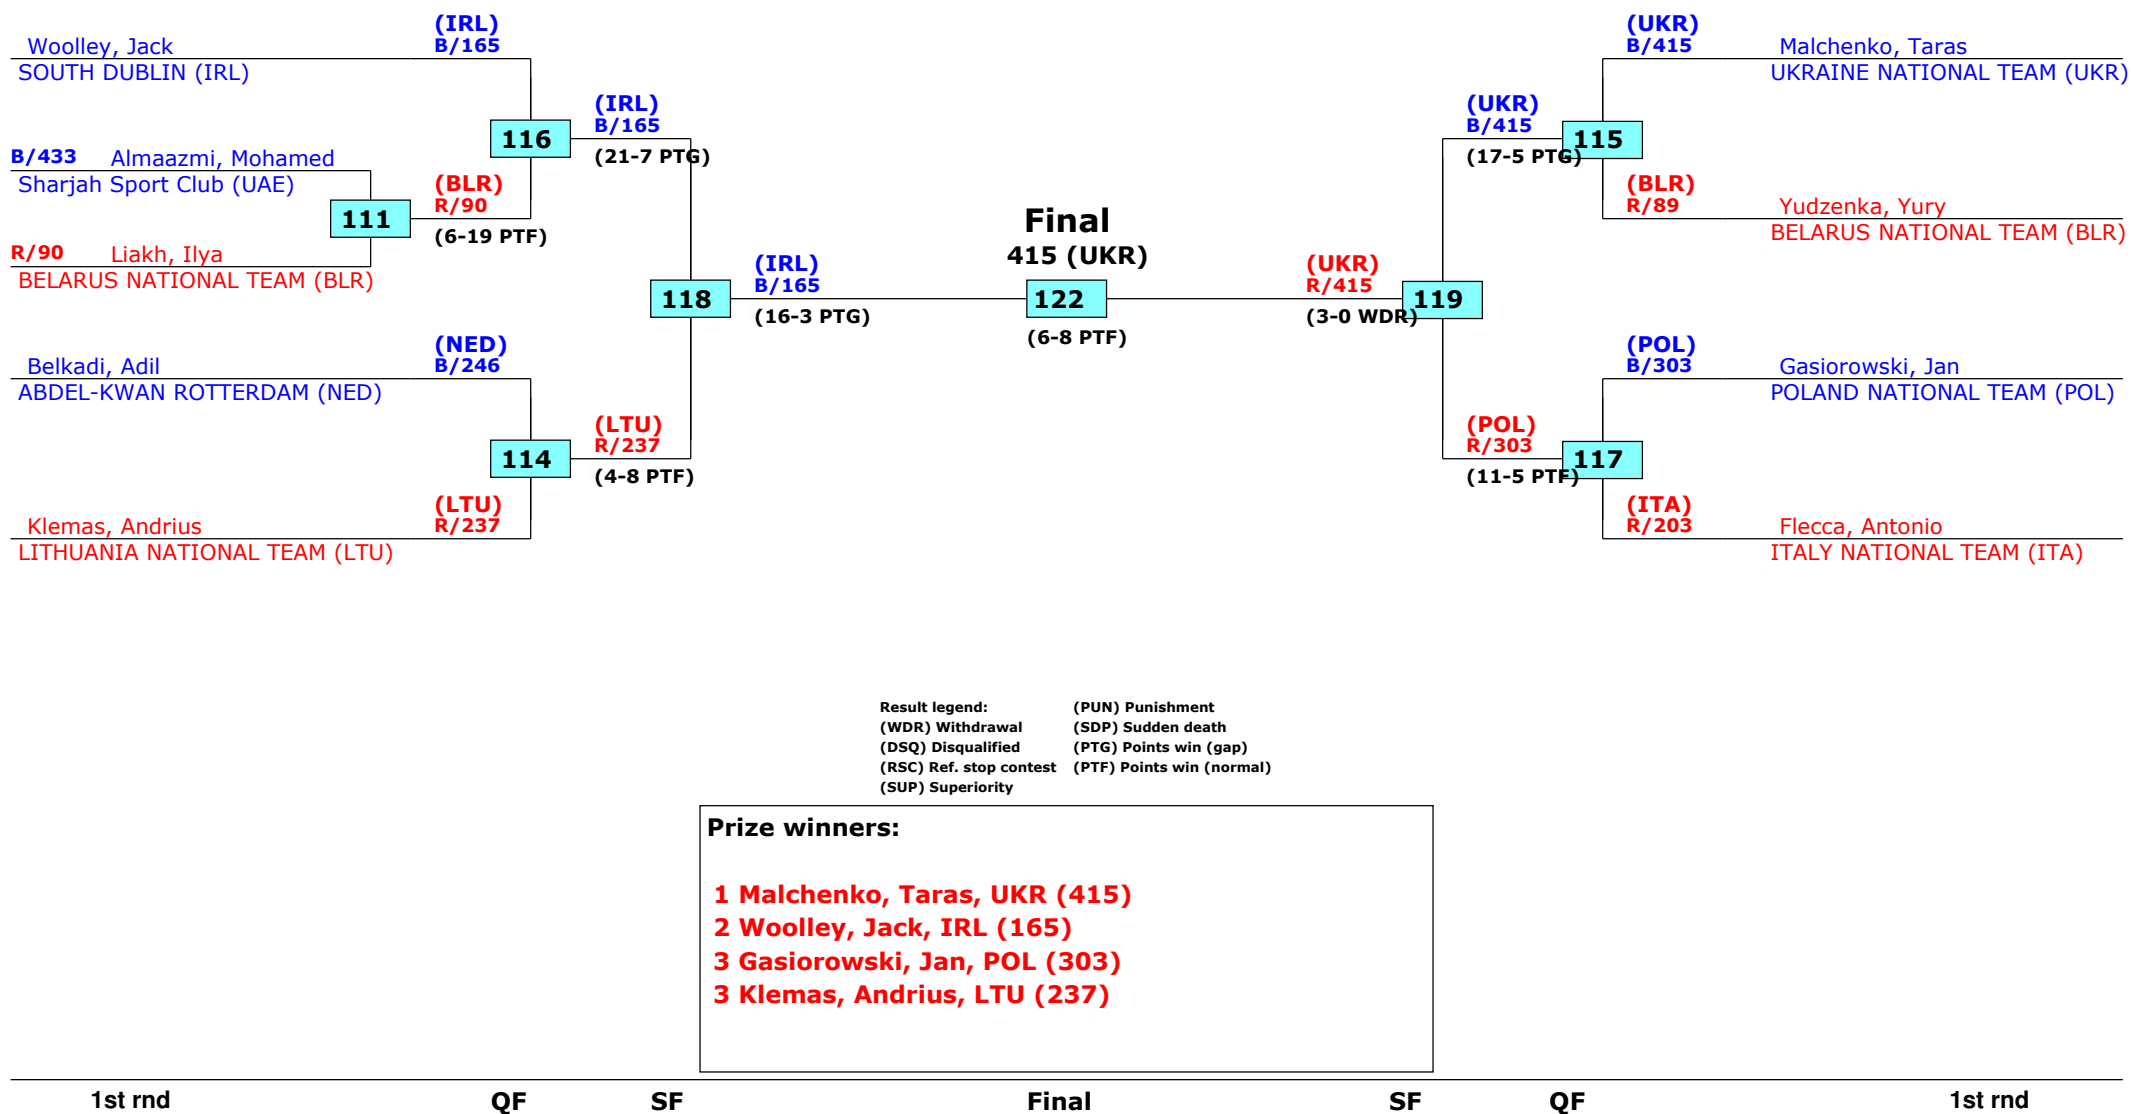 (IRL)
B/165
Woolley, Jack
SOUTH DUBLIN (IRL)
116
(IRL)
B/165
(21-7 PTG)
B/433 Almaazmi, Mohamed
Sharjah Sport Club (UAE)
111
(BLR)
R/90
(6-19 PTF)
R/90 Liakh, Ilya
BELARUS NATIONAL TEAM (BLR)
118
(IRL)
B/165
(16-3 PTG)
(NED)
B/246
Belkadi, Adil
ABDEL-KWAN ROTTERDAM (NED)
114
(LTU)
R/237
(4-8 PTF)
(LTU)
R/237
Klemas, Andrius
LITHUANIA NATIONAL TEAM (LTU)
Final
415 (UKR)
122
(6-8 PTF)
(UKR)
B/415
Malchenko, Taras
UKRAINE NATIONAL TEAM (UKR)
(UKR)
B/415
(17-5 PTG)
115
(BLR)
R/89
Yudzenka, Yury
BELARUS NATIONAL TEAM (BLR)
(UKR)
R/415
(3-0 WDR)
119
(POL)
B/303
Gasiorowski, Jan
POLAND NATIONAL TEAM (POL)
(POL)
R/303
(11-5 PTF)
117
(ITA)
R/203
Flecca, Antonio
ITALY NATIONAL TEAM (ITA)
Result legend: (PUN) Punishment
(WDR) Withdrawal (SDP) Sudden death
(DSQ) Disqualified (PTG) Points win (gap)
(RSC) Ref. stop contest (PTF) Points win (normal)
(SUP) Superiority
Prize winners:
1 Malchenko, Taras, UKR (415)
2 Woolley, Jack, IRL (165)
3 Gasiorowski, Jan, POL (303)
3 Klemas, Andrius, LTU (237)
1st rnd QF SF Final SF QF 1st rnd